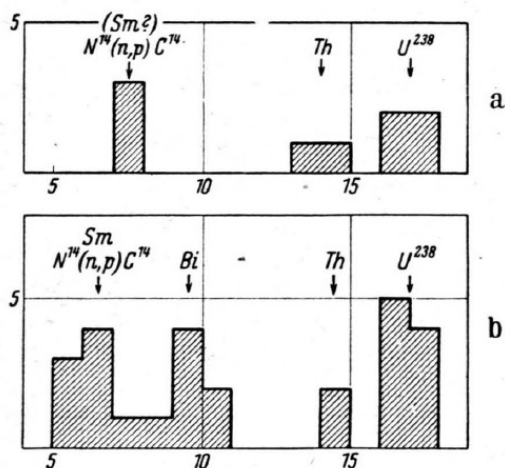 (Sm?)
N¹⁴(n,p) C¹⁴ Th U²³⁸
5
a
5 10 15
Sm
N¹⁴(n,p)C¹⁴ Bi Th U²³⁸
5
b
5 10 15